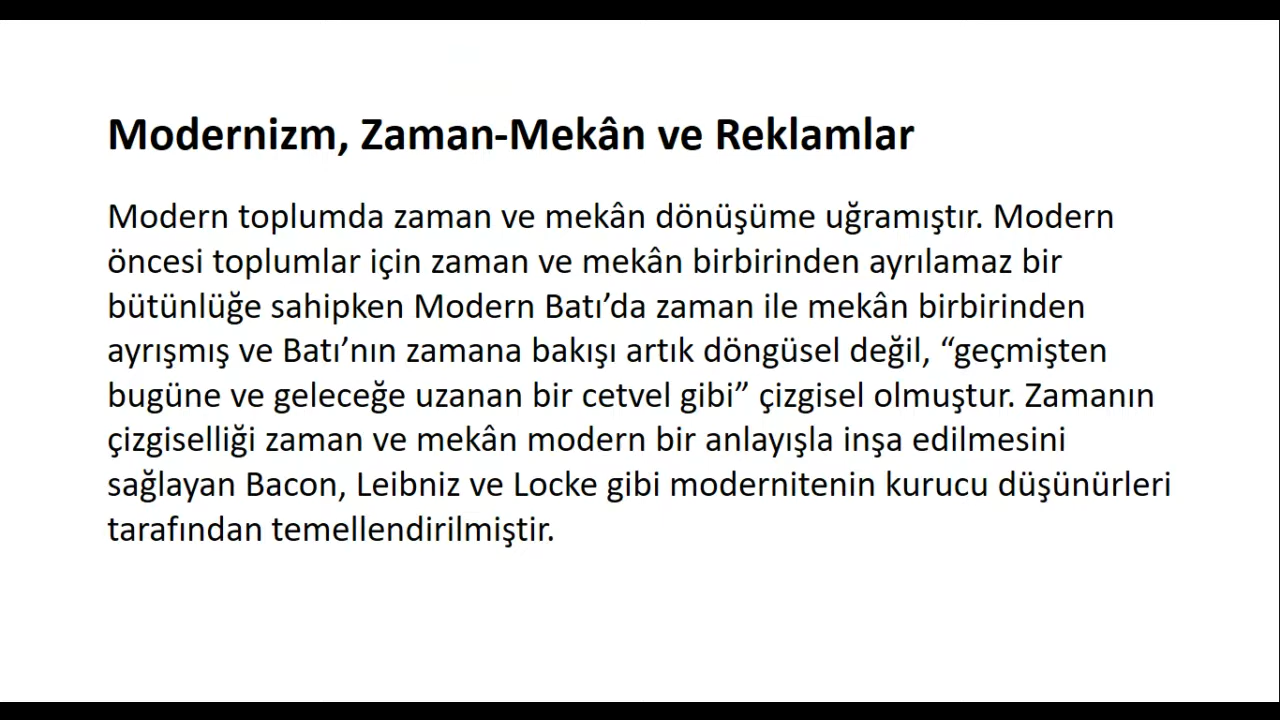 Modernizm, Zaman-Mekân ve Reklamlar
Modern toplumda zaman ve mekân dönüşüme uğramıştır. Modern
öncesi toplumlar için zaman ve mekân birbirinden ayrılamaz bir
bütünlüğe sahipken Modern Batı’da zaman ile mekân birbirinden
ayrışmış ve Batı’nın zamana bakışı artık döngüsel değil, “geçmişten
bugüne ve geleceğe uzanan bir cetvel gibi” çizgisel olmuştur. Zamanın
çizgiselliği zaman ve mekân modern bir anlayışla inşa edilmesini
sağlayan Bacon, Leibniz ve Locke gibi modernitenin kurucu düşünürleri
tarafından temellendirilmiştir.